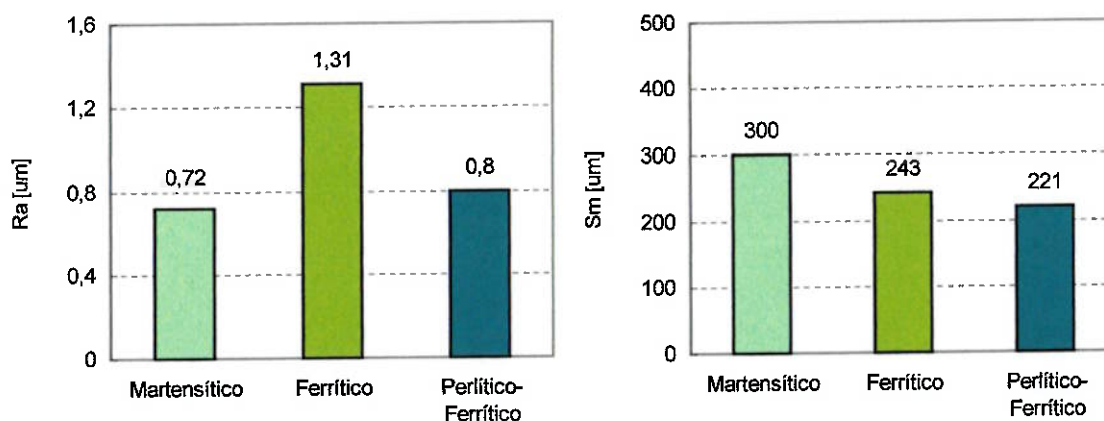 Ra [um]
1,6
1,2
0,8
0,4
0
0,72
1,31
0,8
Martensítico
Ferrítico
Perlítico-
Ferrítico
Sm [um]
500
400
300
200
100
0
300
243
221
Martensítico
Ferrítico
Perlítico-
Ferrítico